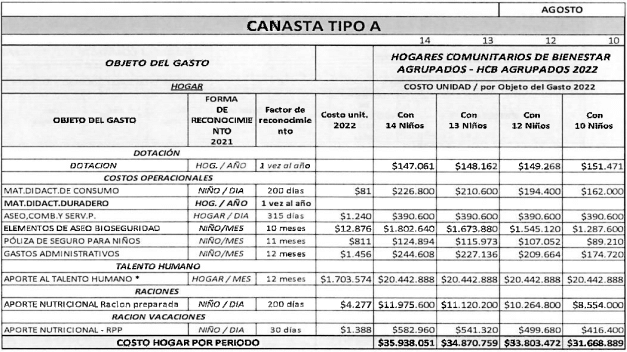 AGOSTO
CANASTA TIPO A
14 13 12 10
OBJETO DEL GASTO HOGARES COMUNITARIOS DE BIENESTAR AGRUPADOS - HCB AGRUPADOS 2022
HOGAR COSTO UNIDAD / por Objeto del Gasto 2022
OBJETO DEL GASTO FORMA DE RECONOCIMIE NTO 2021 Factor de reconocimie nto Costo unit. 2022 Con 14 Niños Con 13 Niños Con 12 Niños Con 10 Niños
DOTACIÓN
DOTACION HOG. / AÑO 1 vez al año $147.061 $148.162 $149.268 $151.471
COSTOS OPERACIONALES
MAT.DIDACT.DE CONSUMO NIÑO / DIA 200 días $81 $226.800 $210.600 $194.400 $162.000
MAT.DIDACT.DURADERO HOG. / AÑO 1 vez al año
ASEO,COMB.Y SERV.P. HOGAR / DIA 315 días $1.240 $390.600 $390.600 $390.600 $390.600
ELEMENTOS DE ASEO BIOSEGURIDAD NIÑO/MES 10 meses $12.876 $1.802.640 $1.673.880 $1.545.120 $1.287.600
PÓLIZA DE SEGURO PARA NIÑOS NIÑO/MES 11 meses $811 $124.894 $115.973 $107.052 $89.210
GASTOS ADMINISTRATIVOS NIÑO/MES 12 meses $1.456 $244.608 $227.136 $209.664 $174.720
TALENTO HUMANO
APORTE AL TALENTO HUMANO * HOGAR / MES 12 meses $1.703.574 $20.442.888 $20.442.888 $20.442.888 $20.442.888
RACIONES
APORTE NUTRICIONAL Racion preparada NIÑO / DIA 200 días $4.277 $11.975.600 $11.120.200 $10.264.800 $8.554.000
RACION VACACIONES
APORTE NUTRICIONAL - RPP NIÑO / DIA 30 días $1.388 $582.960 $541.320 $499.680 $416.400
COSTO HOGAR POR PERIODO $35.938.051 $34.870.759 $33.803.472 $31.668.889